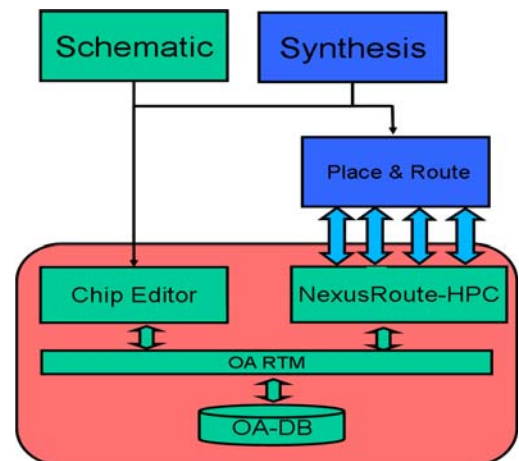 Schematic
Synthesis
Place & Route
Chip Editor
NexusRoute-HPC
OA RTM
OA-DB